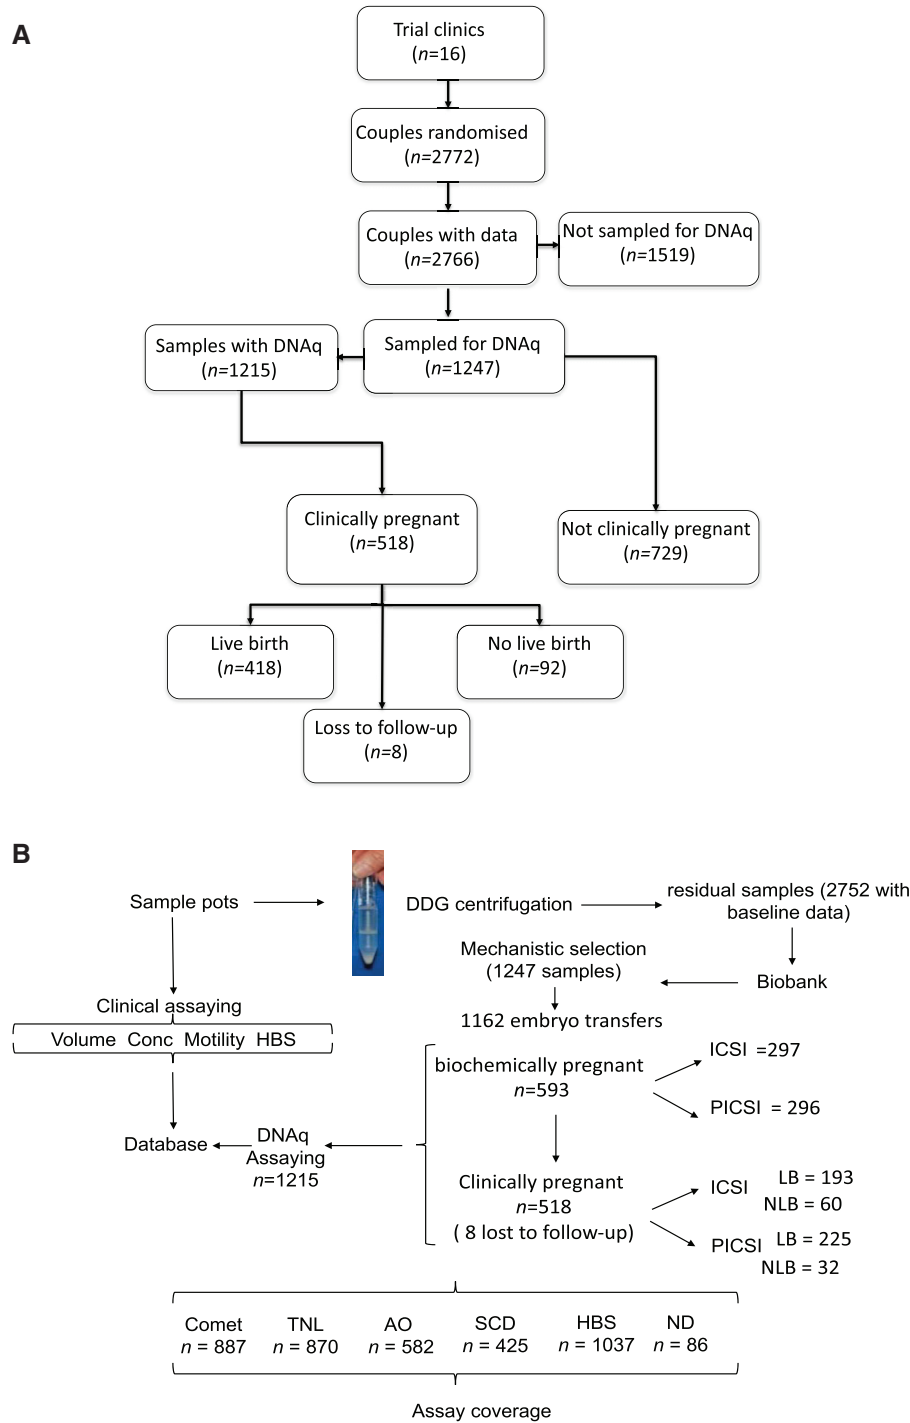 A
Trial clinics
(n=16)
Couples randomised
(n=2772)
Couples with data
(n=2766)
Not sampled for DNAq
(n=1519)
Samples with DNAq
(n=1215)
Sampled for DNAq
(n=1247)
Clinically pregnant
(n=518)
Not clinically pregnant
(n=729)
Live birth
(n=418)
No live birth
(n=92)
Loss to follow-up
(n=8)
B
Sample pots
DDG centrifugation
residual samples (2752 with
baseline data)
Mechanistic selection
(1247 samples)
Biobank
Clinical assaying
Volume Conc Motility HBS
1162 embryo transfers
biochemically pregnant
n=593
ICSI =297
PICSI = 296
Database
DNAq
Assaying
n=1215
Clinically pregnant
n=518
( 8 lost to follow-up)
ICSI
LB = 193
NLB = 60
PICSI
LB = 225
NLB = 32
Comet TNL AO SCD HBS ND
n = 887 n = 870 n = 582 n = 425 n = 1037 n = 86
Assay coverage